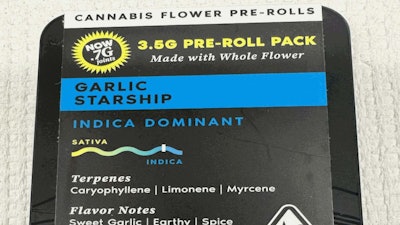 CANNABIS FLOWER PRE-ROLLS
NOW
.7G
joints
3.5G PRE-ROLL PACK
Made with Whole Flower
GARLIC
STARSHIP
INDICA DOMINANT
SATIVA
INDICA
Terpenes
Caryophyllene | Limonene | Myrcene
Flavor Notes
Sweet Garlic | Earthy | Spice